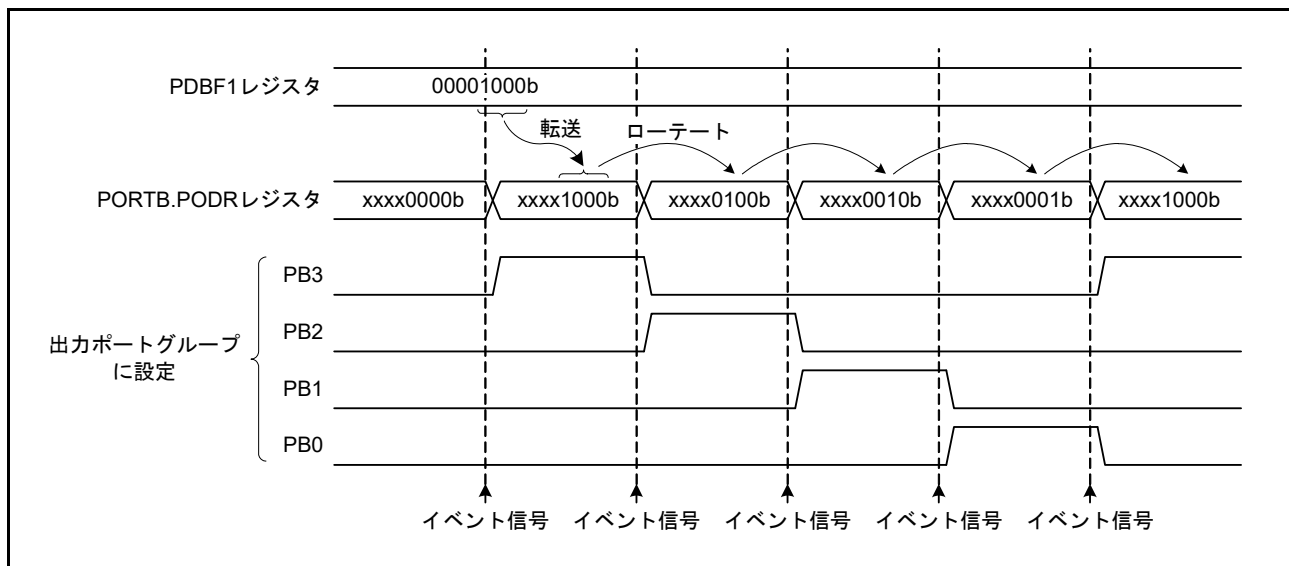 PDBF1レジスタ
00001000b
転送
ローテート
PORTB.PODRレジスタ
xxxx0000b
xxxx1000b
xxxx0100b
xxxx0010b
xxxx0001b
xxxx1000b
出力ポートグループ
に設定
PB3
PB2
PB1
PB0
イベント信号
イベント信号
イベント信号
イベント信号
イベント信号